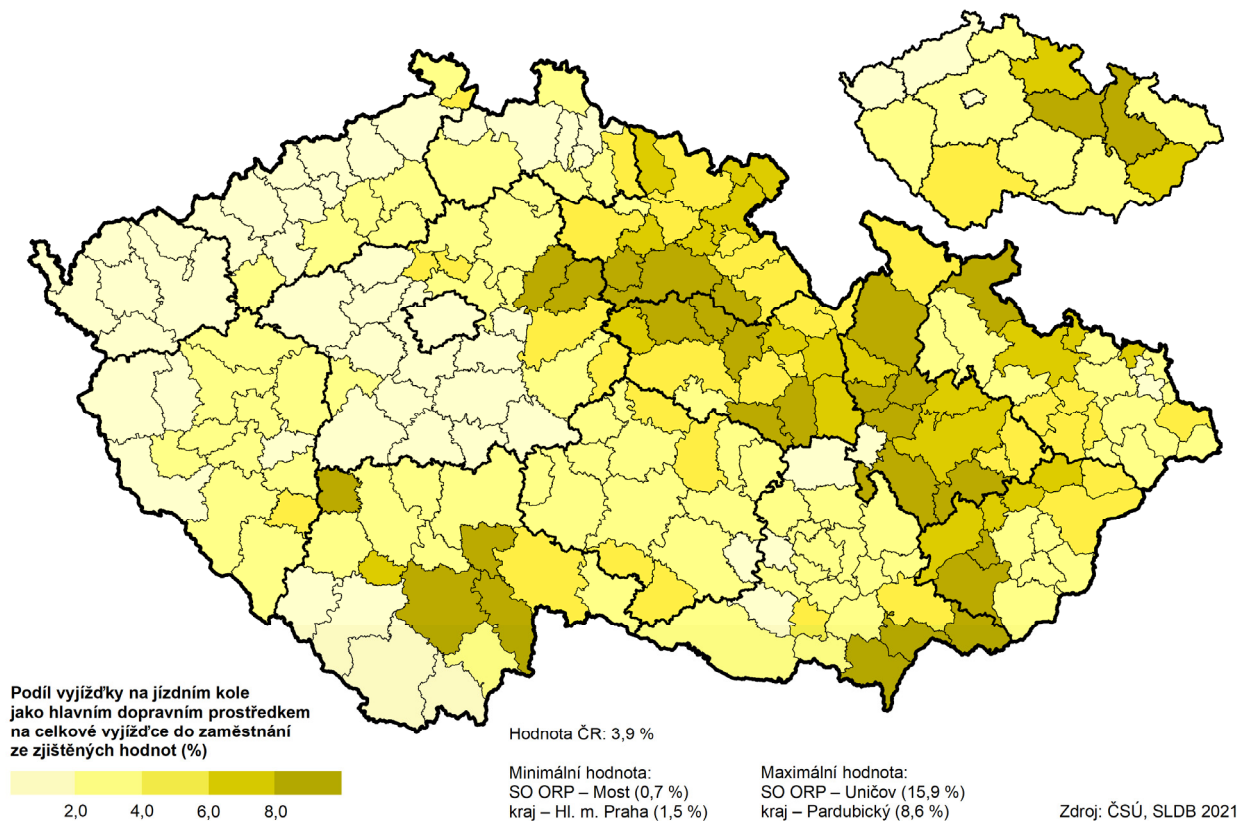 Podíl vyjížďky na jízdním kole
jako hlavním dopravním prostředkem
na celkové vyjížďce do zaměstnání
ze zjištěných hodnot (%)
2,0 4,0 6,0 8,0
Hodnota ČR: 3,9 %
Minimální hodnota:
SO ORP – Most (0,7 %)
kraj – Hl. m. Praha (1,5 %)
Maximální hodnota:
SO ORP – Uničov (15,9 %)
kraj – Pardubický (8,6 %)
Zdroj: ČSÚ, SLDB 2021